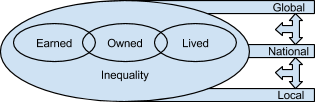 Global
Earned Owned Lived
National
Inequality
Local